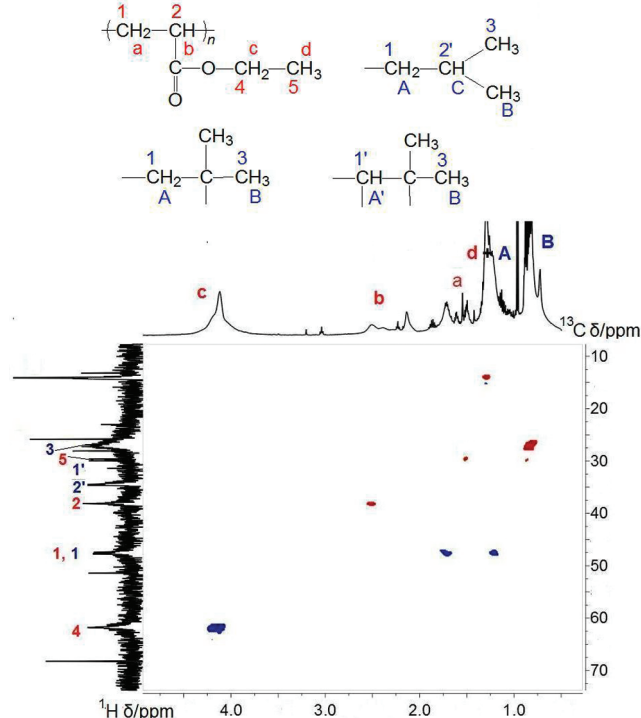 1 2 3
CH₂ CH n 1 2' CH₃
a b c d CH₂ CH
C O CH₃ A C CH₃
O 4 5 B
CH₃ CH₃
1 3 1' 3
CH₂ C CH₃ CH C CH₃
A B A' B
d + A B
c b a
¹³C δ/ppm
10
20
3
5 30
1'
2'
2 40
1, 1
50
4 60
70
¹H δ/ppm 4.0 3.0 2.0 1.0